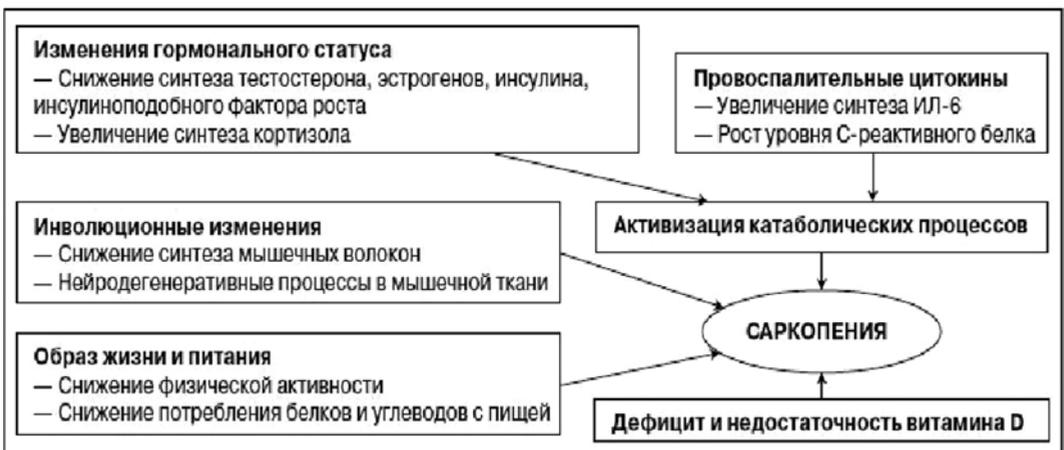 Изменения гормонального статуса
— Снижение синтеза тестостерона, эстрогенов, инсулина,
инсулиноподобного фактора роста
— Увеличение синтеза кортизола
Провоспалительные цитокины
— Увеличение синтеза ИЛ-6
— Рост уровня С-реактивного белка
Инволюционные изменения
— Снижение синтеза мышечных волокон
— Нейродегенеративные процессы в мышечной ткани
Активизация катаболических процессов
САРКОПЕНИЯ
Образ жизни и питания
— Снижение физической активности
— Снижение потребления белков и углеводов с пищей
Дефицит и недостаточность витамина D